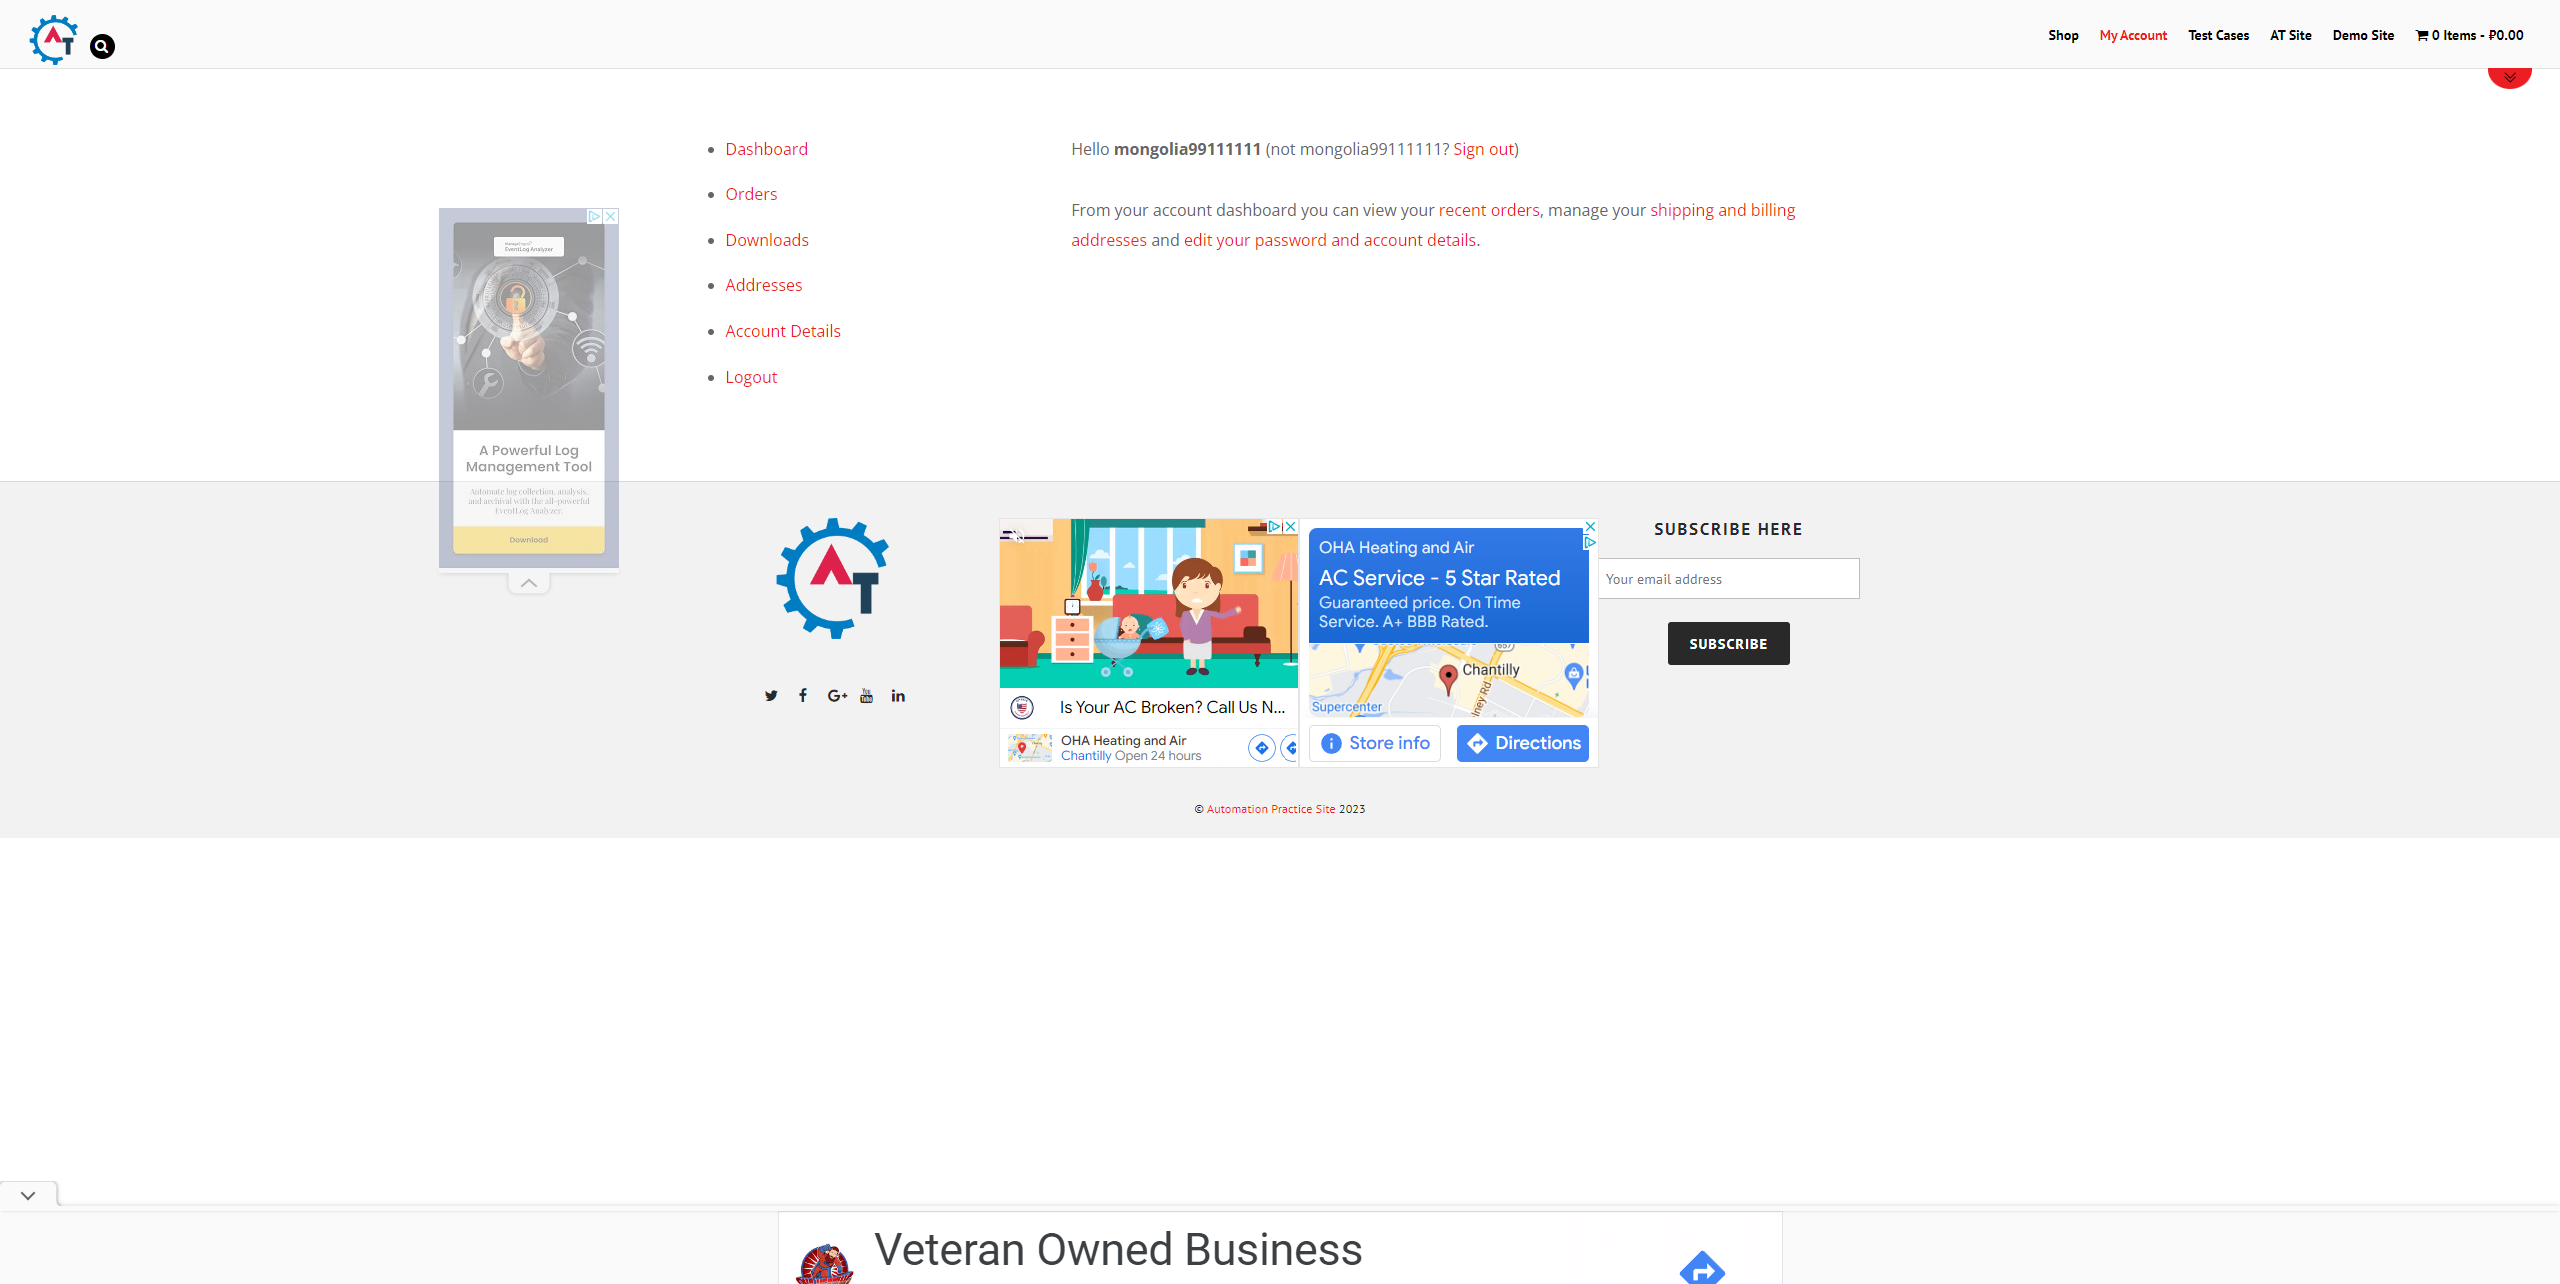 AT
Shop
My Account
Test Cases
AT Site
Demo Site
0 Items - ₽0.00
Dashboard
Orders
Downloads
Addresses
Account Details
Logout
Hello mongolia99111111 (not mongolia99111111? Sign out)
From your account dashboard you can view your recent orders, manage your shipping and billing
addresses and edit your password and account details.
ManageEngine
EventLog Analyzer
A Powerful Log
Management Tool
Automate log collection, analysis,
and archival with the all-powerful
EventLog Analyzer.
Download
AT
Is Your AC Broken? Call Us N...
OHA Heating and Air
Chantilly Open 24 hours
OHA Heating and Air
AC Service - 5 Star Rated
Guaranteed price. On Time
Service. A+ BBB Rated.
657
Chantilly
Supercenter
Store info
Directions
SUBSCRIBE HERE
Your email address
SUBSCRIBE
© Automation Practice Site 2023
Veteran Owned Business